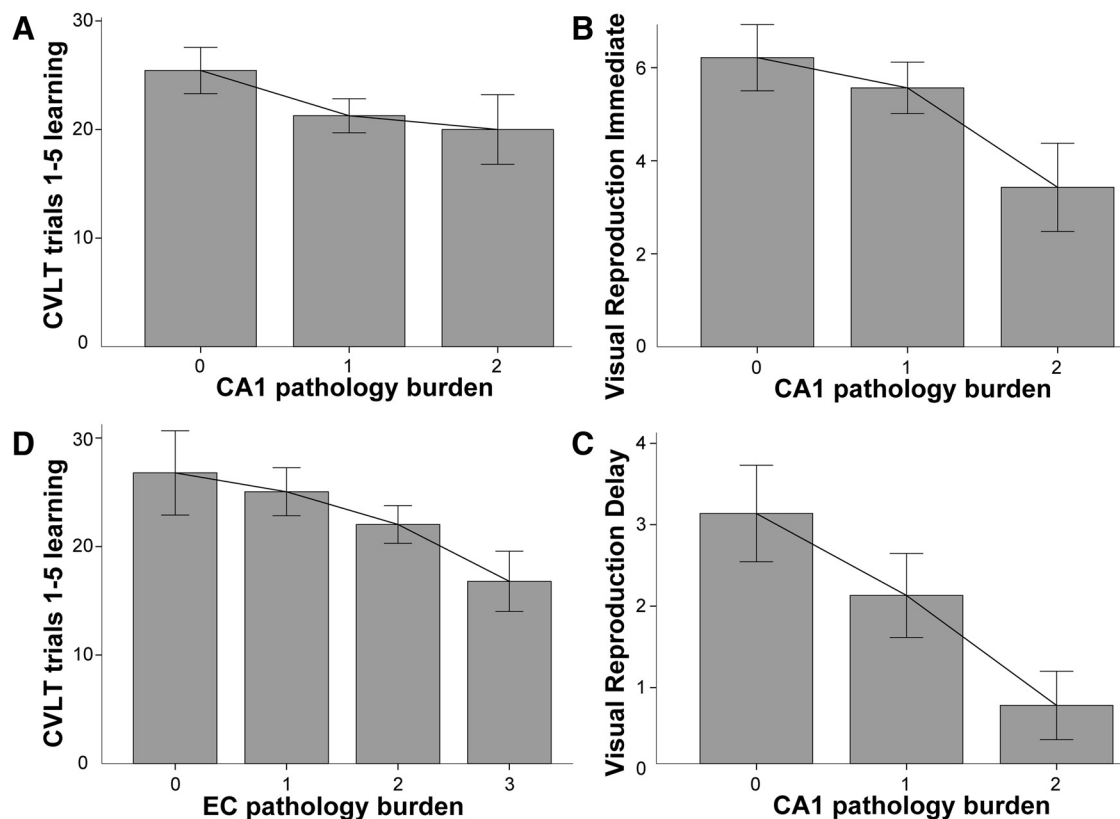 A
CVLT trials 1-5 learning
30
20
10
0
0 1 2
CA1 pathology burden
B
Visual Reproduction Immediate
6
4
2
0
0 1 2
CA1 pathology burden
D
CVLT trials 1-5 learning
30
20
10
0
0 1 2 3
EC pathology burden
C
Visual Reproduction Delay
4
3
2
1
0
0 1 2
CA1 pathology burden